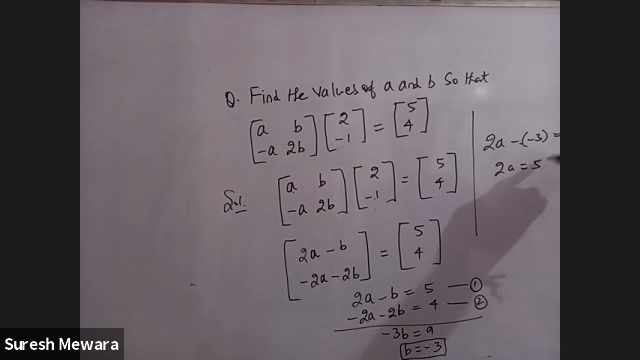 Q. Find the values of a and b so that
[a b
-a 2b] [2
-1] = [5
4]
Sol. [a b
-a 2b] [2
-1] = [5
4]
[2a - b
-2a - 2b] = [5
4]
2a - b = 5 —— ①
-2a - 2b = 4 —— ②
-3b = 9
b = -3
2a - (-3) =
2a = 5
Suresh Mewara